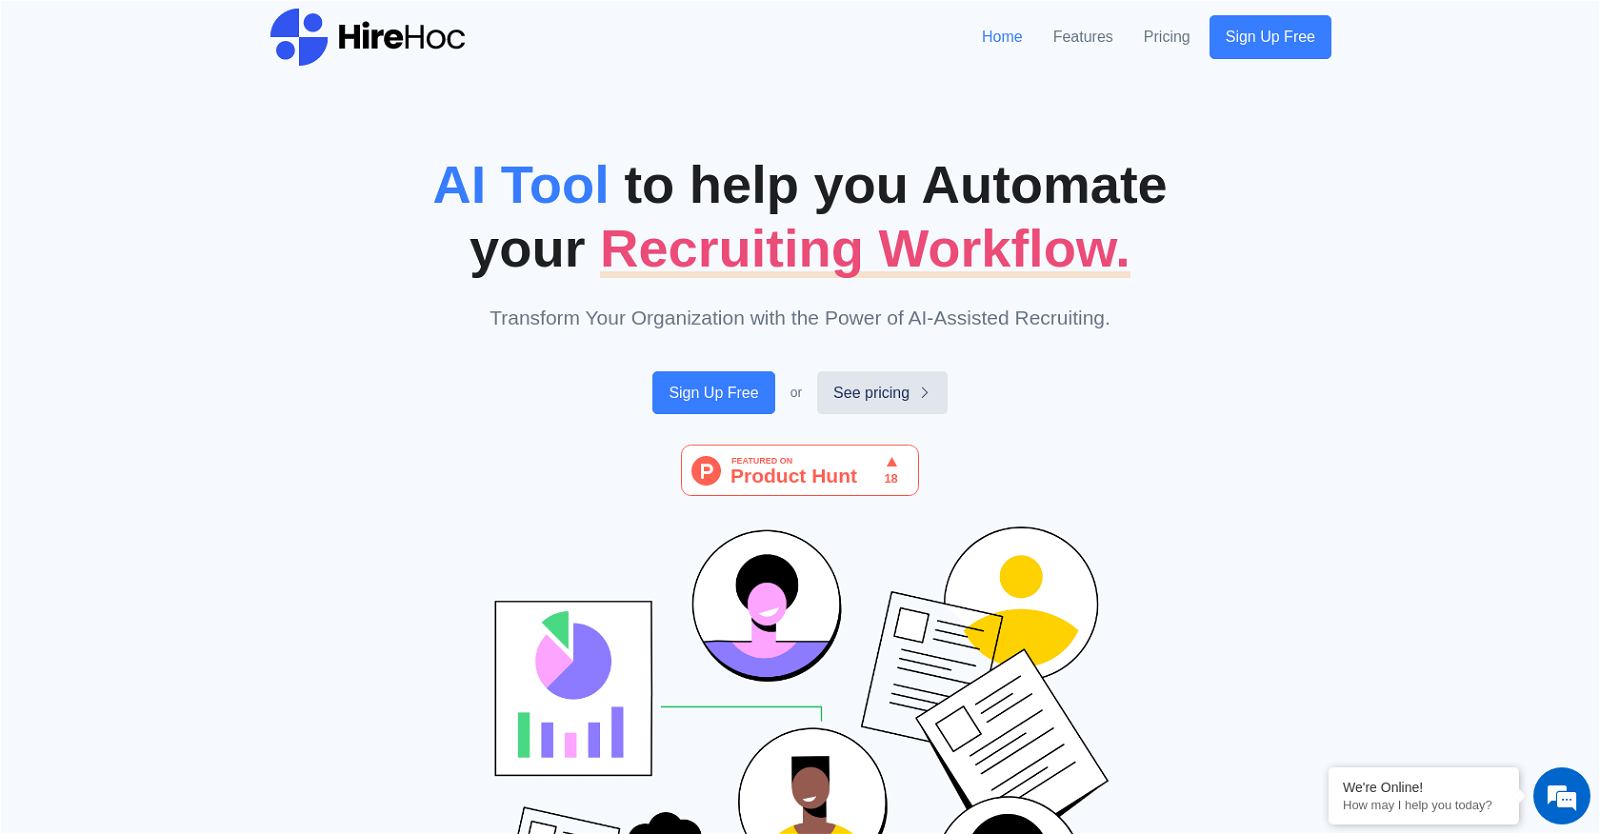 HireHoc
Home
Features
Pricing
Sign Up Free
AI Tool to help you Automate
your Recruiting Workflow.
Transform Your Organization with the Power of AI-Assisted Recruiting.
Sign Up Free
or
See pricing
P
FEATURED ON
Product Hunt
18
We're Online!
How may I help you today?